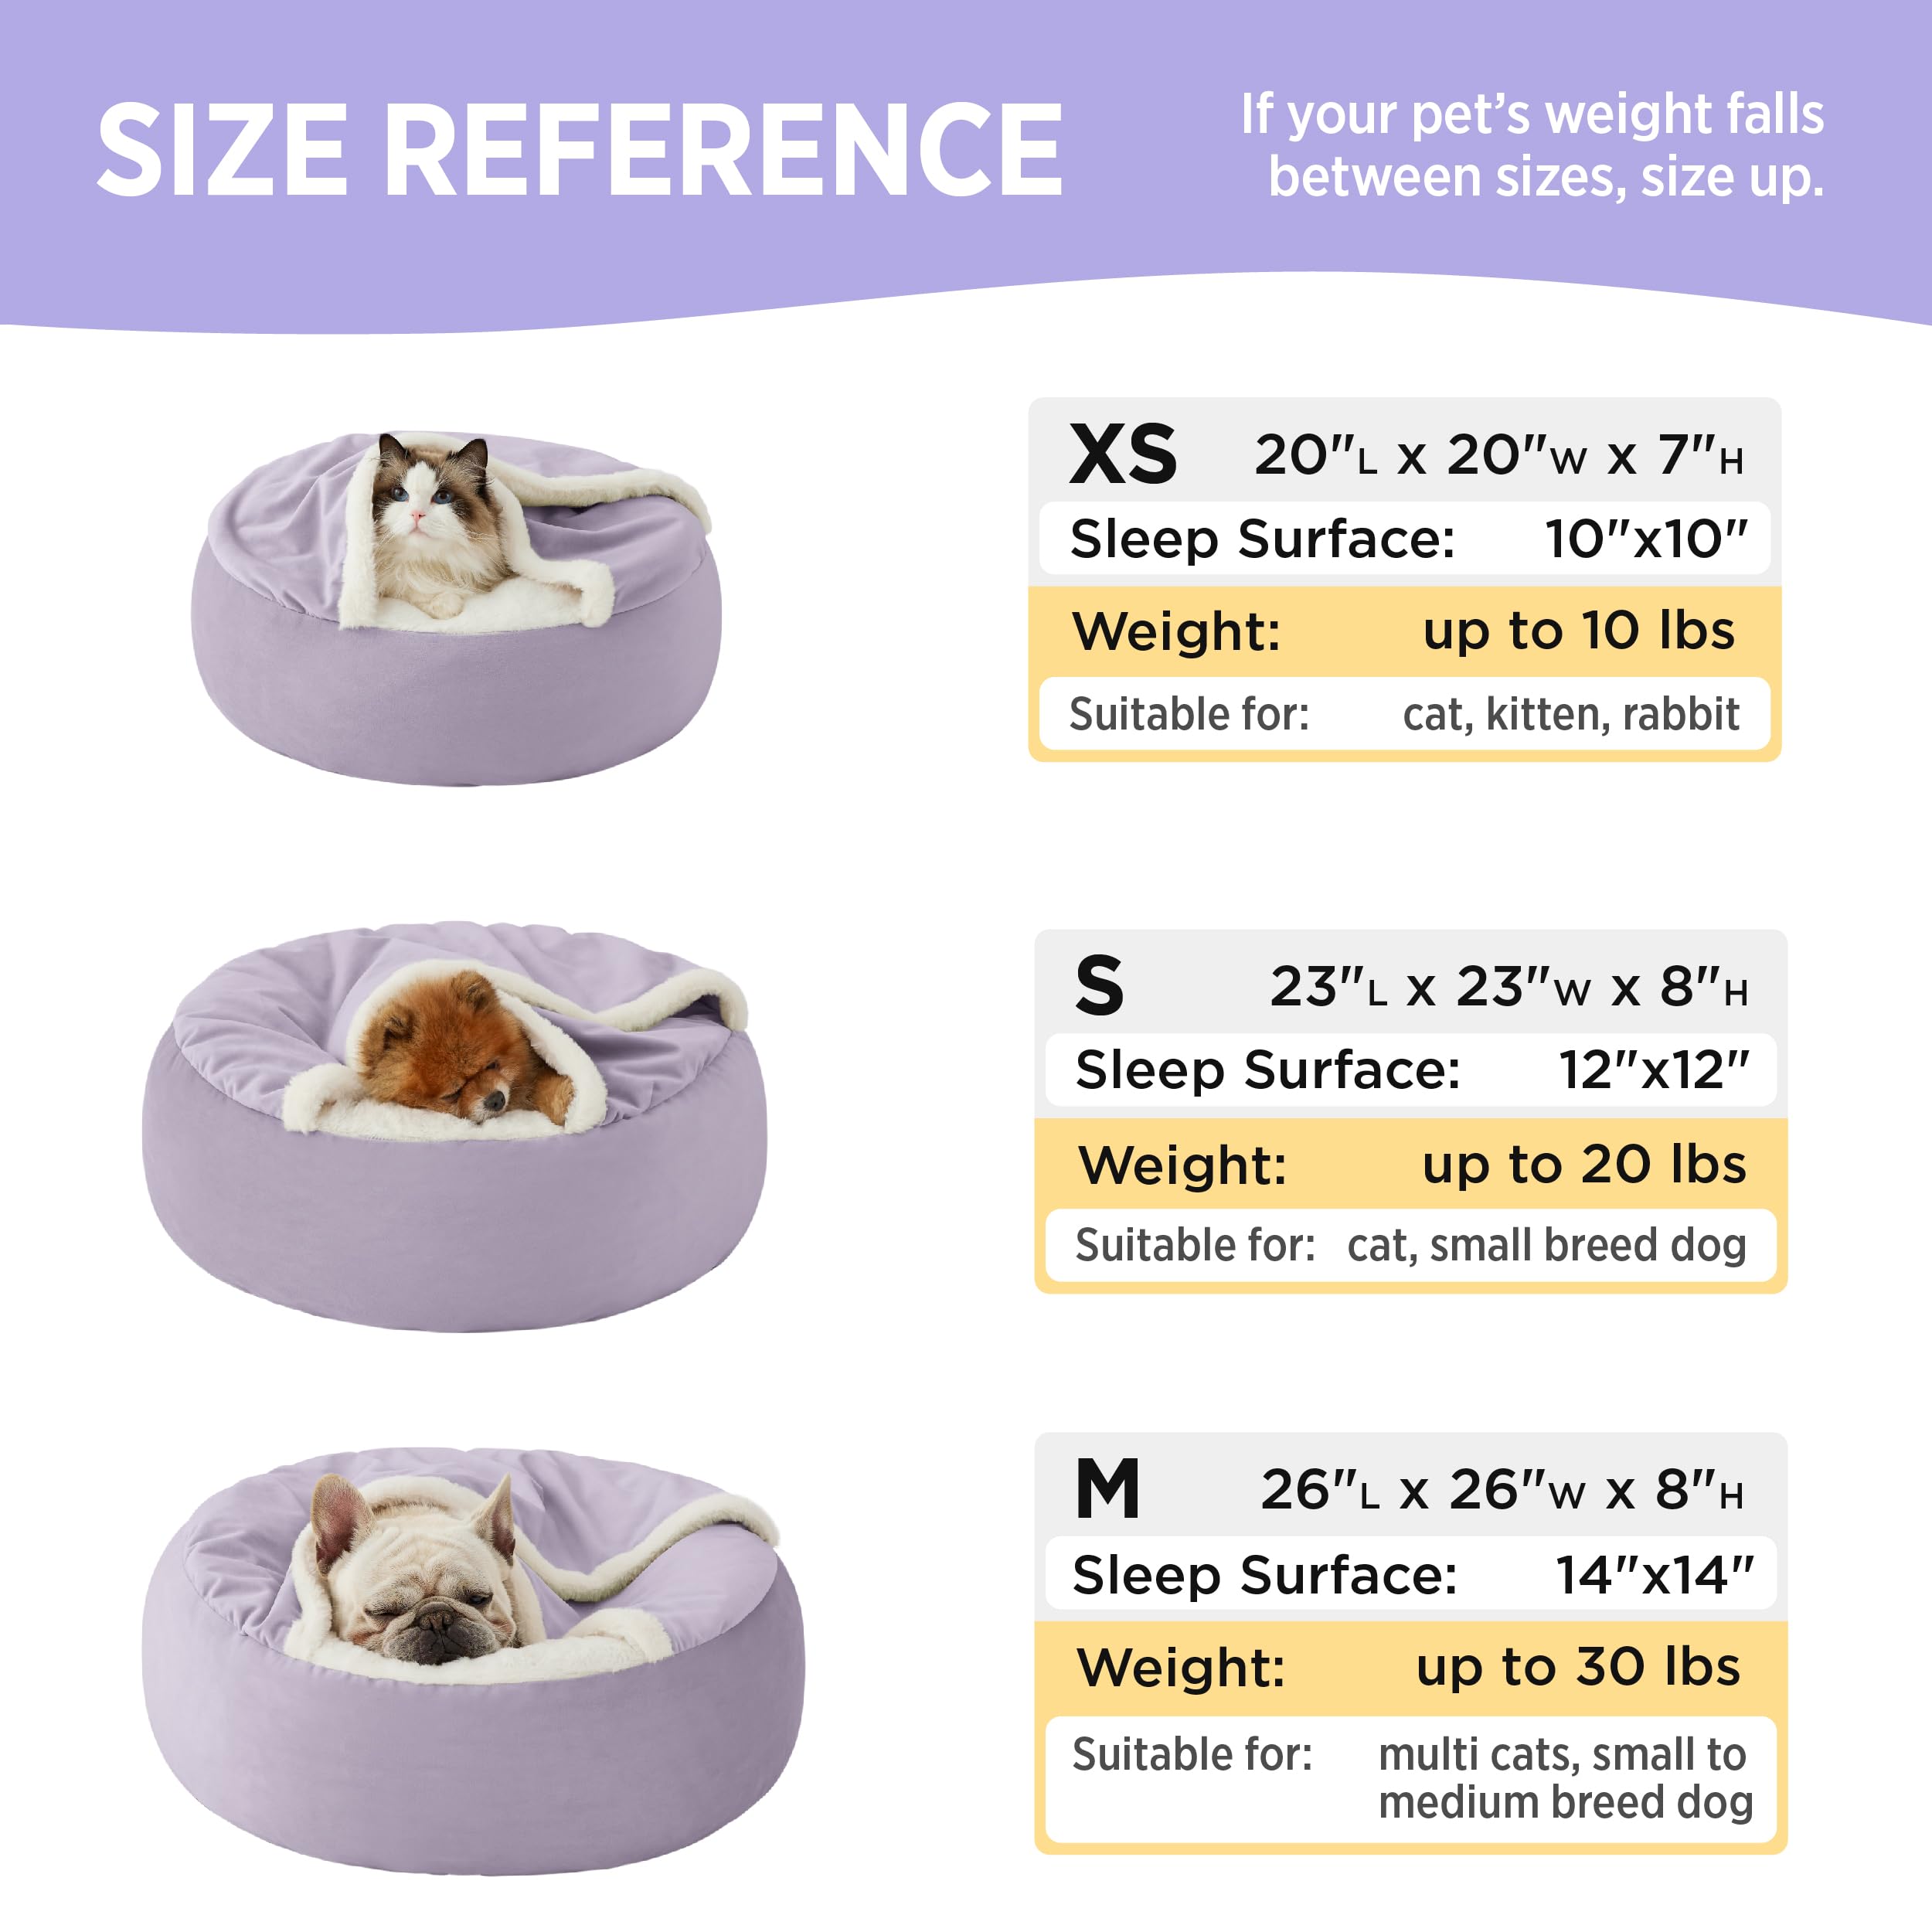 SIZE REFERENCE
If your pet’s weight falls
between sizes, size up.
XS 20"L x 20"W x 7"H
Sleep Surface: 10"x10"
Weight: up to 10 lbs
Suitable for: cat, kitten, rabbit
S 23"L x 23"W x 8"H
Sleep Surface: 12"x12"
Weight: up to 20 lbs
Suitable for: cat, small breed dog
M 26"L x 26"W x 8"H
Sleep Surface: 14"x14"
Weight: up to 30 lbs
Suitable for: multi cats, small to
medium breed dog